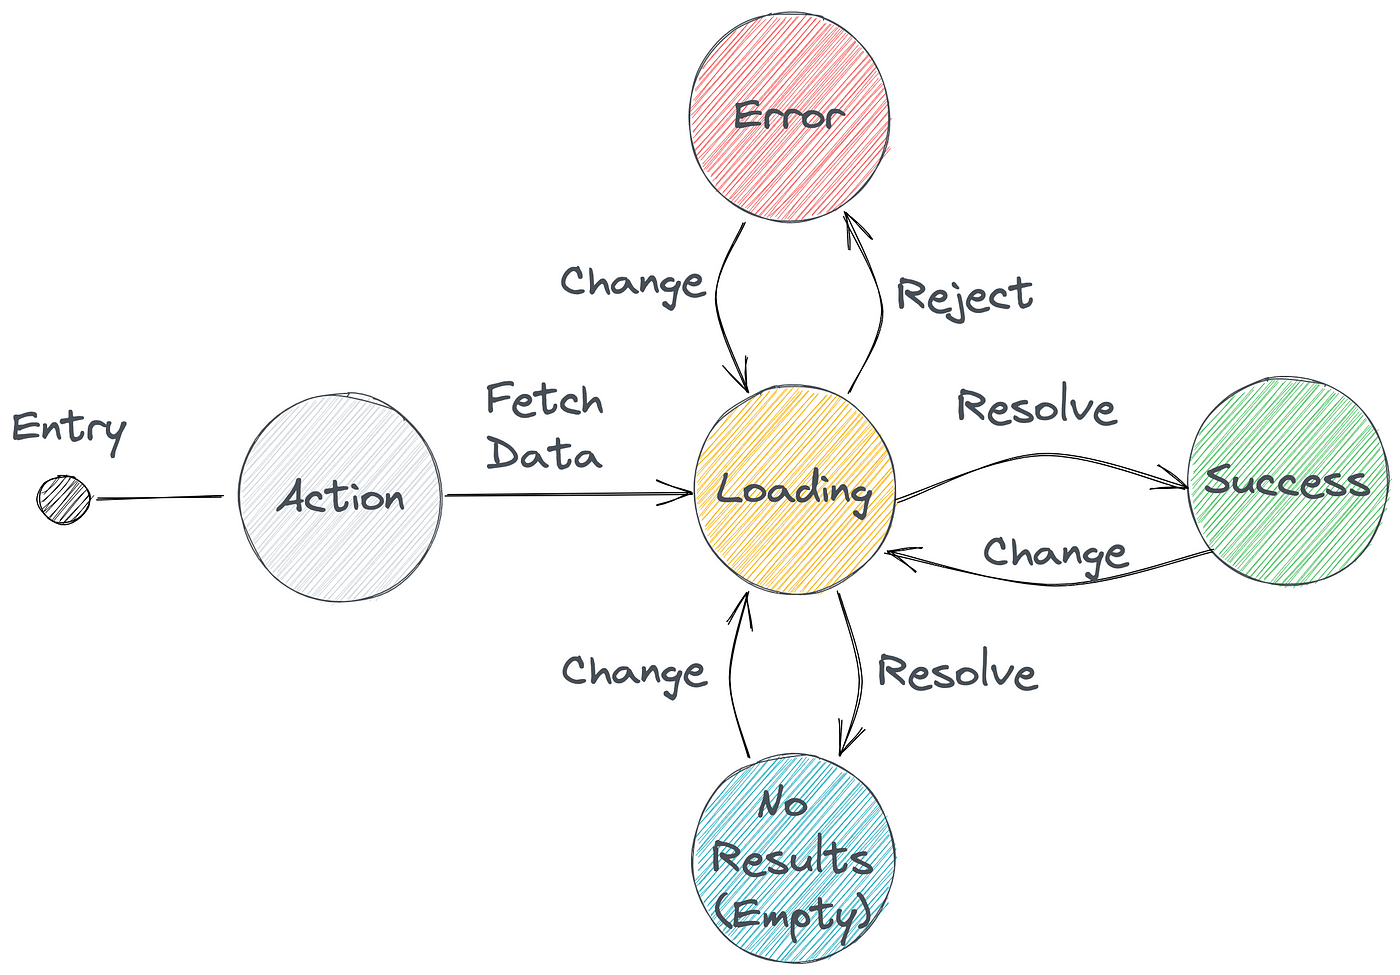 Error
Change
Reject
Entry
Action
Fetch
Data
Loading
Resolve
Success
Change
Change
Resolve
No
Results
(Empty)